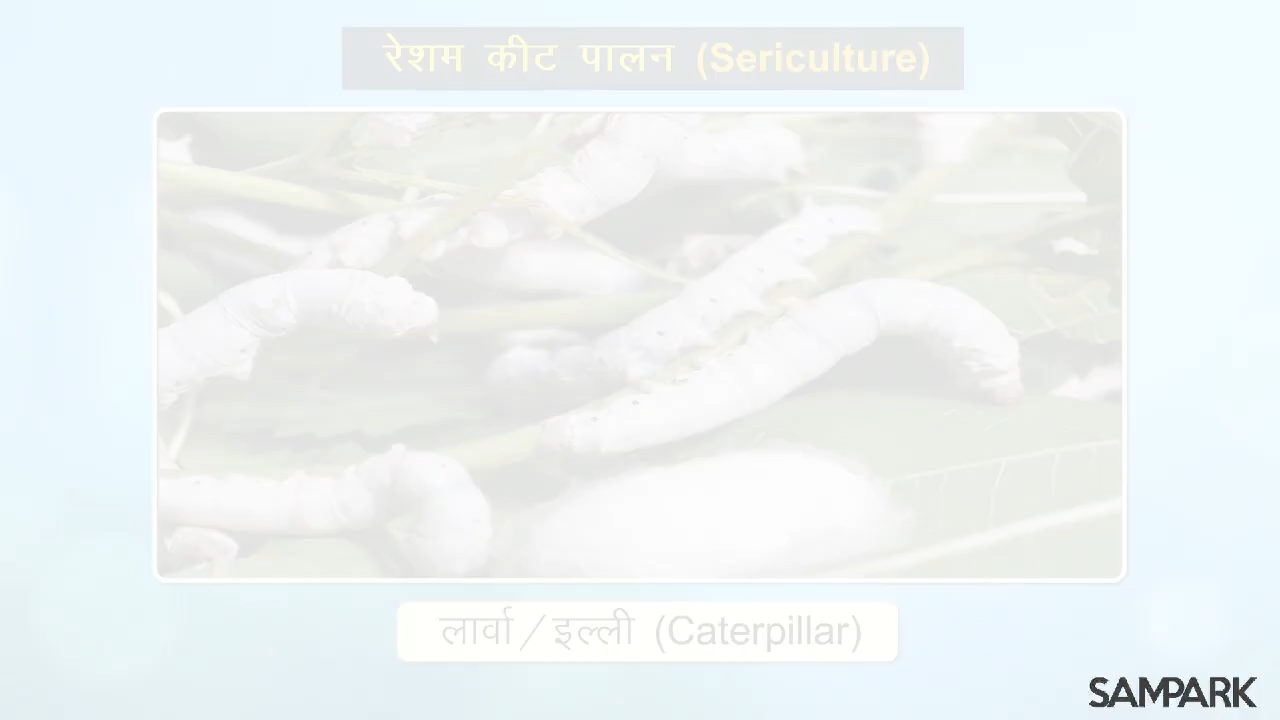 रेशम कीट पालन (Sericulture)
लार्वा/इल्ली (Caterpillar)
SAMPARK